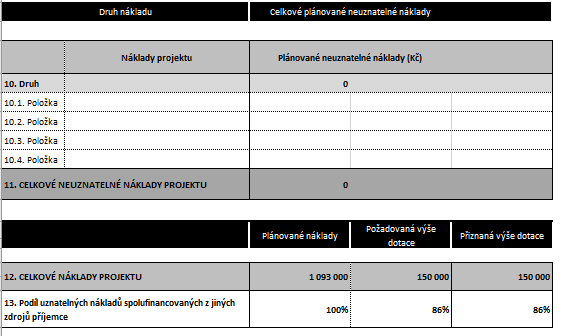 Druh nákladu Celkové plánované neuznatelné náklady
Náklady projektu Plánované neuznatelné náklady (Kč)
10. Druh 0
10.1. Položka
10.2. Položka
10.3. Položka
10.4. Položka
11. CELKOVÉ NEUZNATELNÉ NÁKLADY PROJEKTU 0
Plánované náklady Požadovaná výše dotace Přiznaná výše dotace
12. CELKOVÉ NÁKLADY PROJEKTU 1 093 000 150 000 150 000
13. Podíl uznatelných nákladů spolufinancovaných z jiných
zdrojů příjemce 100% 86% 86%